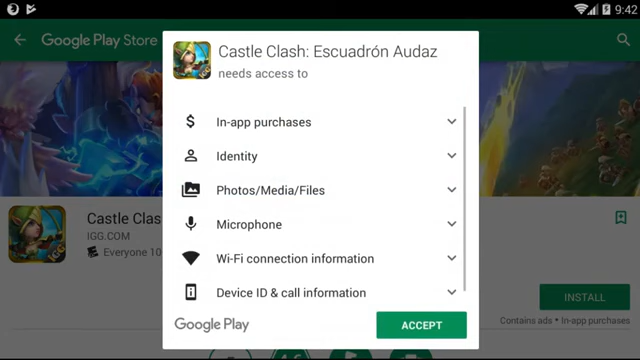 9:42
Google Play Store
Castle Clash: Escuadrón Audaz
needs access to
In-app purchases
Identity
Photos/Media/Files
Microphone
Wi-Fi connection information
Device ID & call information
Google Play
ACCEPT
Castle Clas
IGG.COM
Everyone 10
IGG
INSTALL
Contains ads • In-app purchases